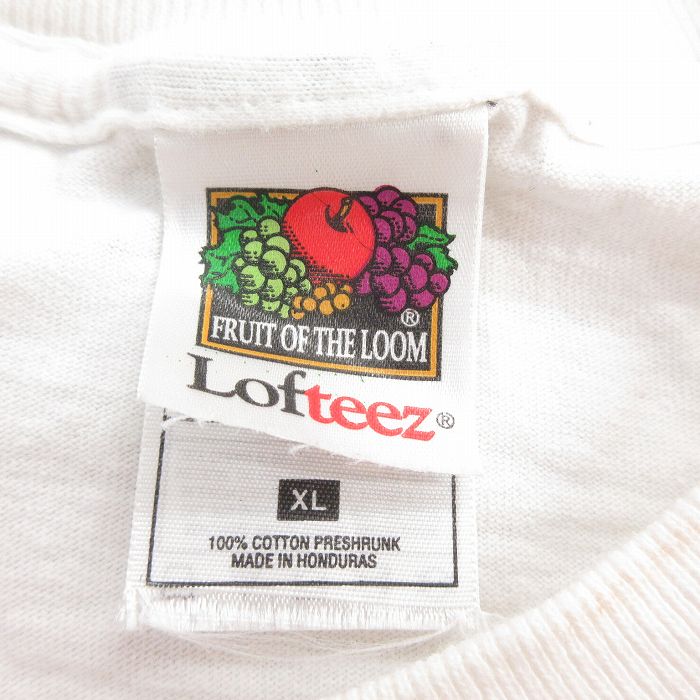 ®
FRUIT OF THE LOOM
Lofteez®
XL
100% COTTON PRESHRUNK
MADE IN HONDURAS